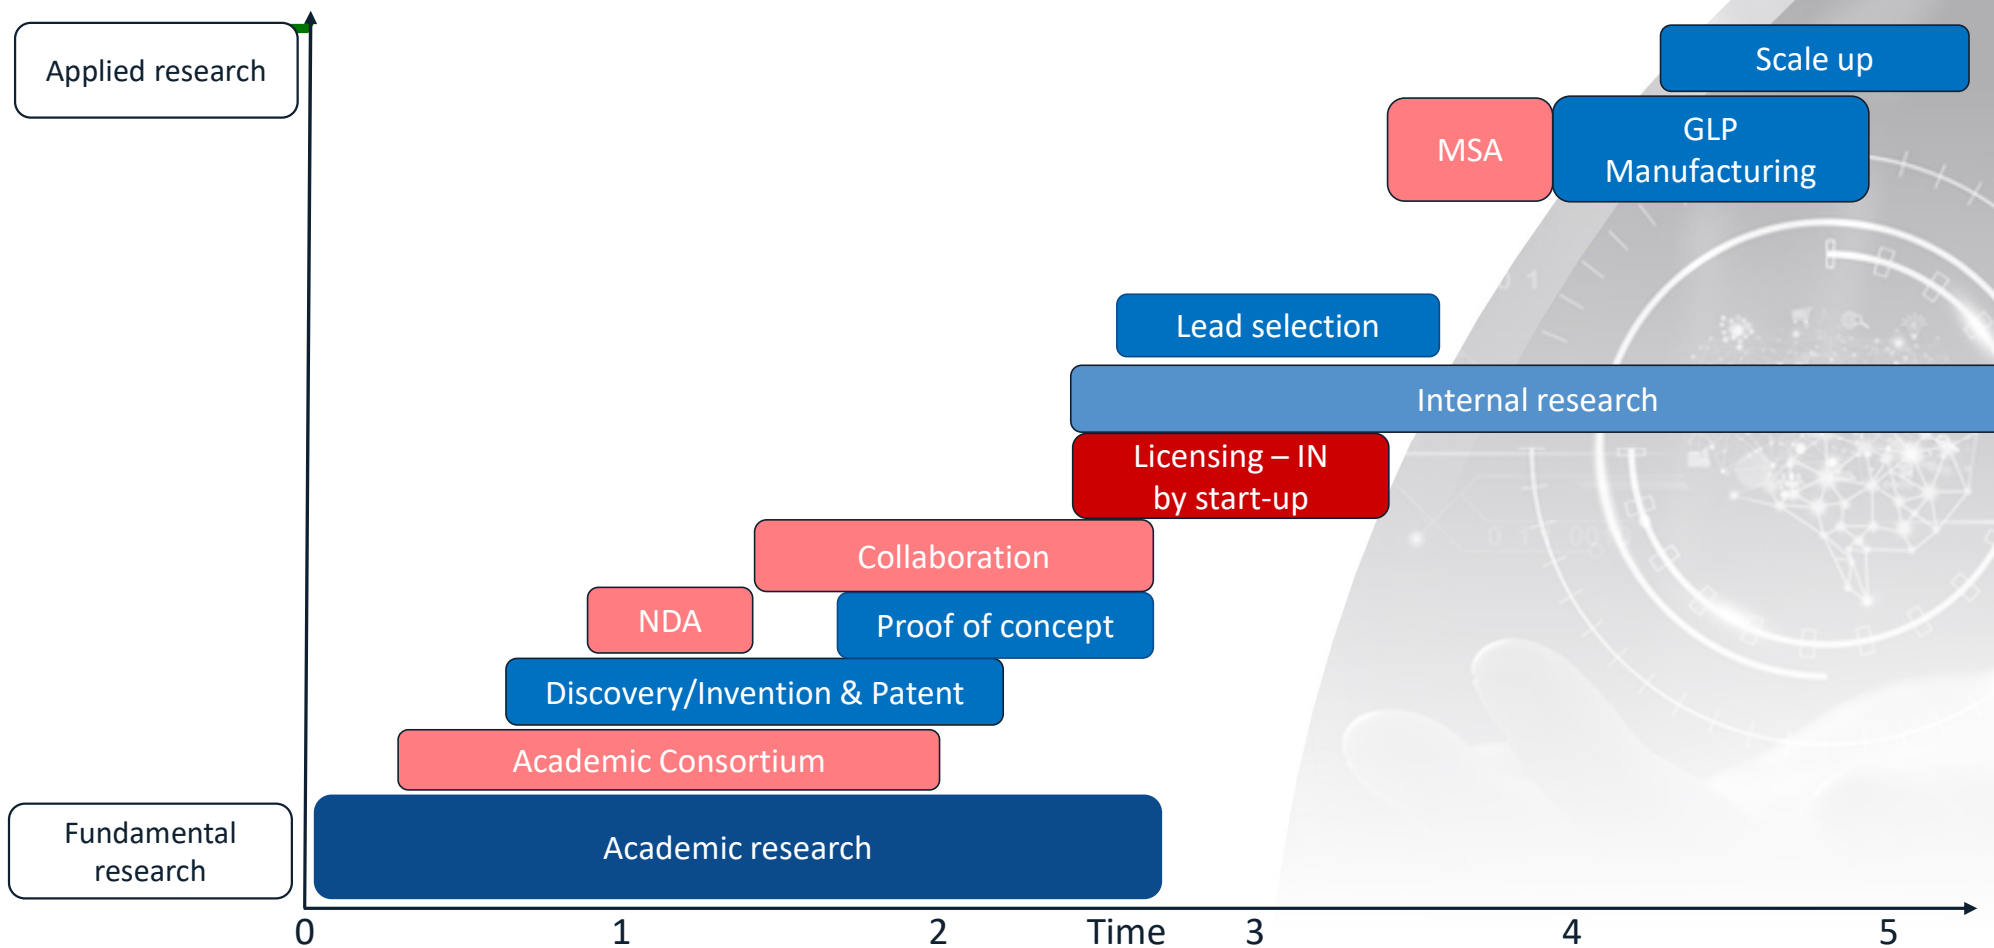 Applied research
Scale up
MSA
GLP
Manufacturing
Lead selection
Internal research
Licensing – IN
by start-up
Collaboration
NDA
Proof of concept
Discovery/Invention & Patent
Academic Consortium
Fundamental
research
Academic research
0 1 2 Time 3 4 5